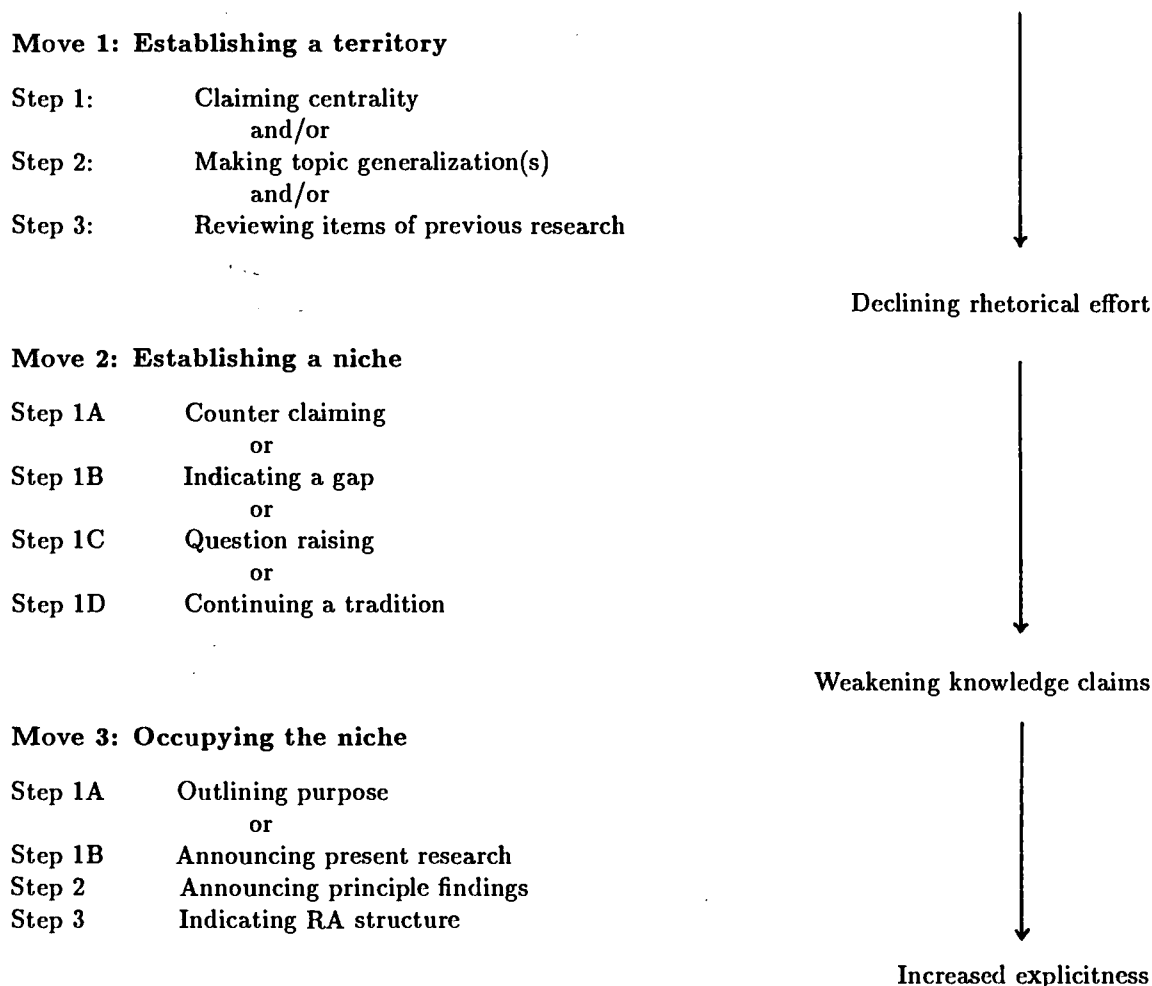 Move 1: Establishing a territory
Step 1: Claiming centrality
and/or
Step 2: Making topic generalization(s)
and/or
Step 3: Reviewing items of previous research
Declining rhetorical effort
Move 2: Establishing a niche
Step 1A Counter claiming
or
Step 1B Indicating a gap
or
Step 1C Question raising
or
Step 1D Continuing a tradition
Weakening knowledge claims
Move 3: Occupying the niche
Step 1A Outlining purpose
or
Step 1B Announcing present research
Step 2 Announcing principle findings
Step 3 Indicating RA structure
Increased explicitness